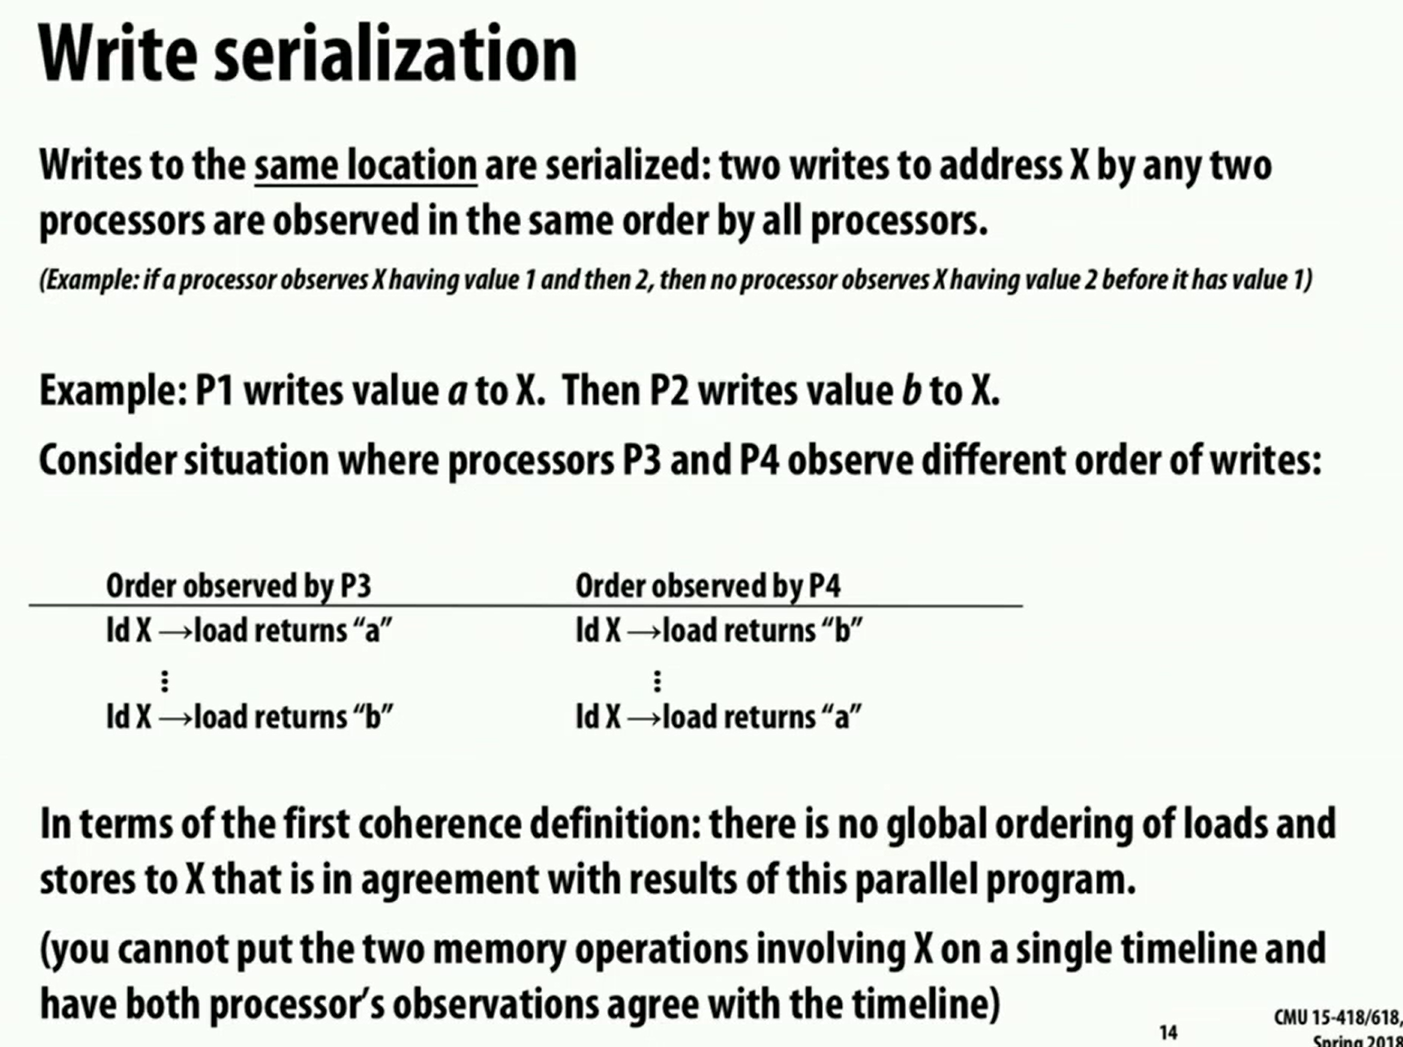 Write serialization
Writes to the same location are serialized: two writes to address X by any two
processors are observed in the same order by all processors.
(Example: if a processor observes X having value 1 and then 2, then no processor observes X having value 2 before it has value 1)
Example: P1 writes value a to X.  Then P2 writes value b to X.
Consider situation where processors P3 and P4 observe different order of writes:
Order observed by P3
ld X →load returns “a”
⋮
ld X →load returns “b”
Order observed by P4
ld X →load returns “b”
⋮
ld X →load returns “a”
In terms of the first coherence definition: there is no global ordering of loads and
stores to X that is in agreement with results of this parallel program.
(you cannot put the two memory operations involving X on a single timeline and
have both processor’s observations agree with the timeline)
14
CMU 15-418/618,
Spring 2018